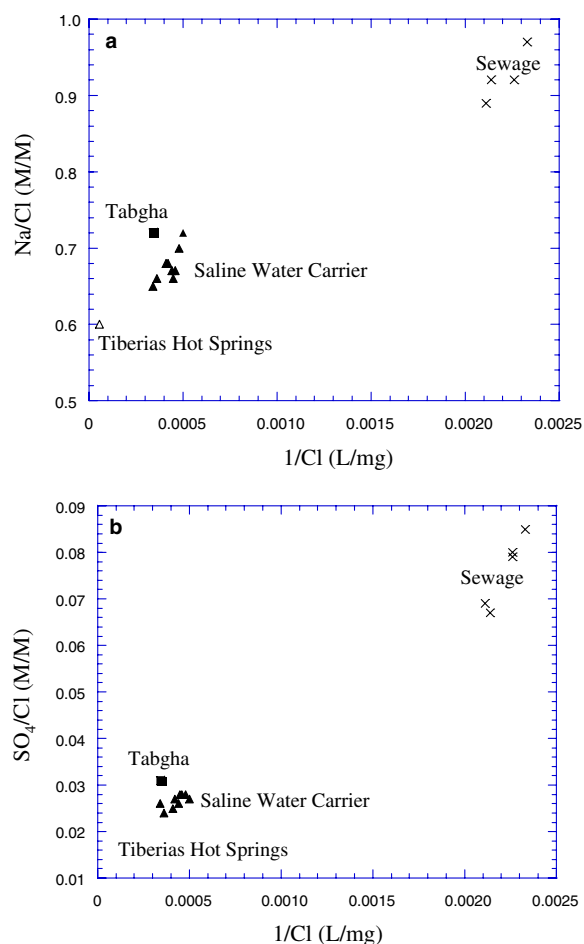 a
1.0
0.9
0.8
0.7
0.6
0.5
Na/Cl (M/M)
Sewage
Tabgha
Saline Water Carrier
Tiberias Hot Springs
0 0.0005 0.0010 0.0015 0.0020 0.0025
1/Cl (L/mg)
b
0.09
0.08
0.07
0.06
0.05
0.04
0.03
0.02
0.01
SO₄/Cl (M/M)
Sewage
Tabgha
Saline Water Carrier
Tiberias Hot Springs
0 0.0005 0.0010 0.0015 0.0020 0.0025
1/Cl (L/mg)